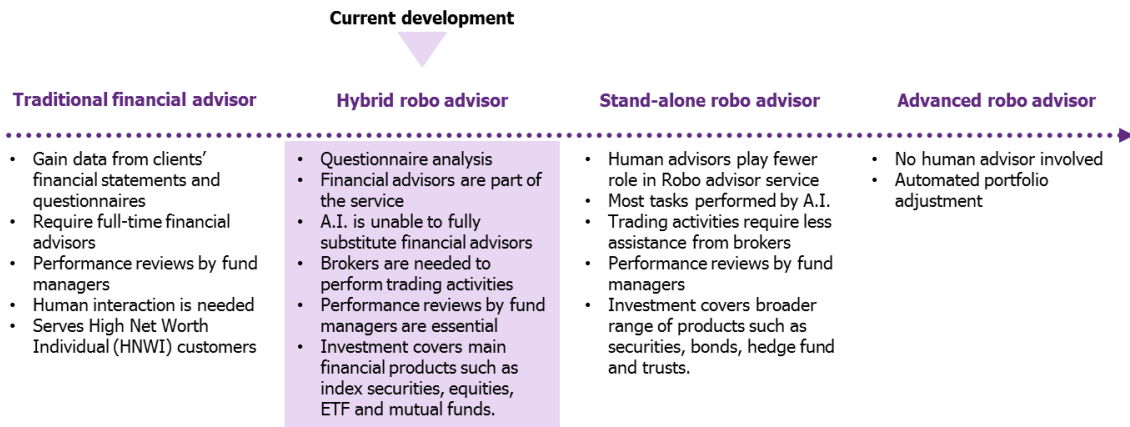 Current development
Traditional financial advisor
• Gain data from clients'
financial statements and
questionnaires
• Require full-time financial
advisors
• Performance reviews by fund
managers
• Human interaction is needed
• Serves High Net Worth
Individual (HNWI) customers
Hybrid robo advisor
• Questionnaire analysis
• Financial advisors are part of
the service
• A.I. is unable to fully
substitute financial advisors
• Brokers are needed to
perform trading activities
• Performance reviews by fund
managers are essential
• Investment covers main
financial products such as
index securities, equities,
ETF and mutual funds.
Stand-alone robo advisor
• Human advisors play fewer
role in Robo advisor service
• Most tasks performed by A.I.
• Trading activities require less
assistance from brokers
• Performance reviews by fund
managers
• Investment covers broader
range of products such as
securities, bonds, hedge fund
and trusts.
Advanced robo advisor
• No human advisor involved
• Automated portfolio
adjustment